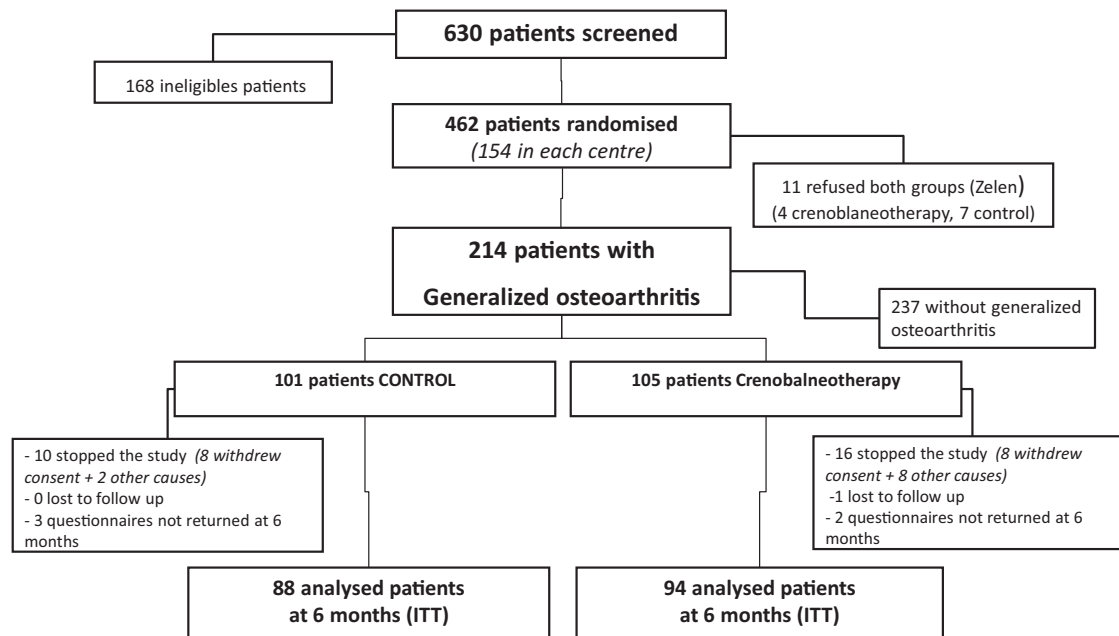 630 patients screened
168 ineligibles patients
462 patients randomised
(154 in each centre)
11 refused both groups (Zelen)
(4 crenoblaneotherapy, 7 control)
214 patients with
Generalized osteoarthritis
237 without generalized
osteoarthritis
101 patients CONTROL
105 patients Crenobalneotherapy
- 10 stopped the study (8 withdrew
consent + 2 other causes)
- 0 lost to follow up
- 3 questionnaires not returned at 6
months
- 16 stopped the study (8 withdrew
consent + 8 other causes)
-1 lost to follow up
- 2 questionnaires not returned at 6
months
88 analysed patients
at 6 months (ITT)
94 analysed patients
at 6 months (ITT)